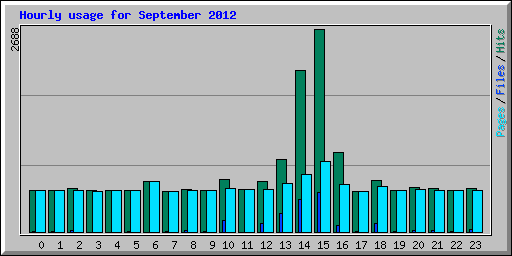 Hourly usage for September 2012
2688
Pages/Files/Hits
0 1 2 3 4 5 6 7 8 9 10 11 12 13 14 15 16 17 18 19 20 21 22 23